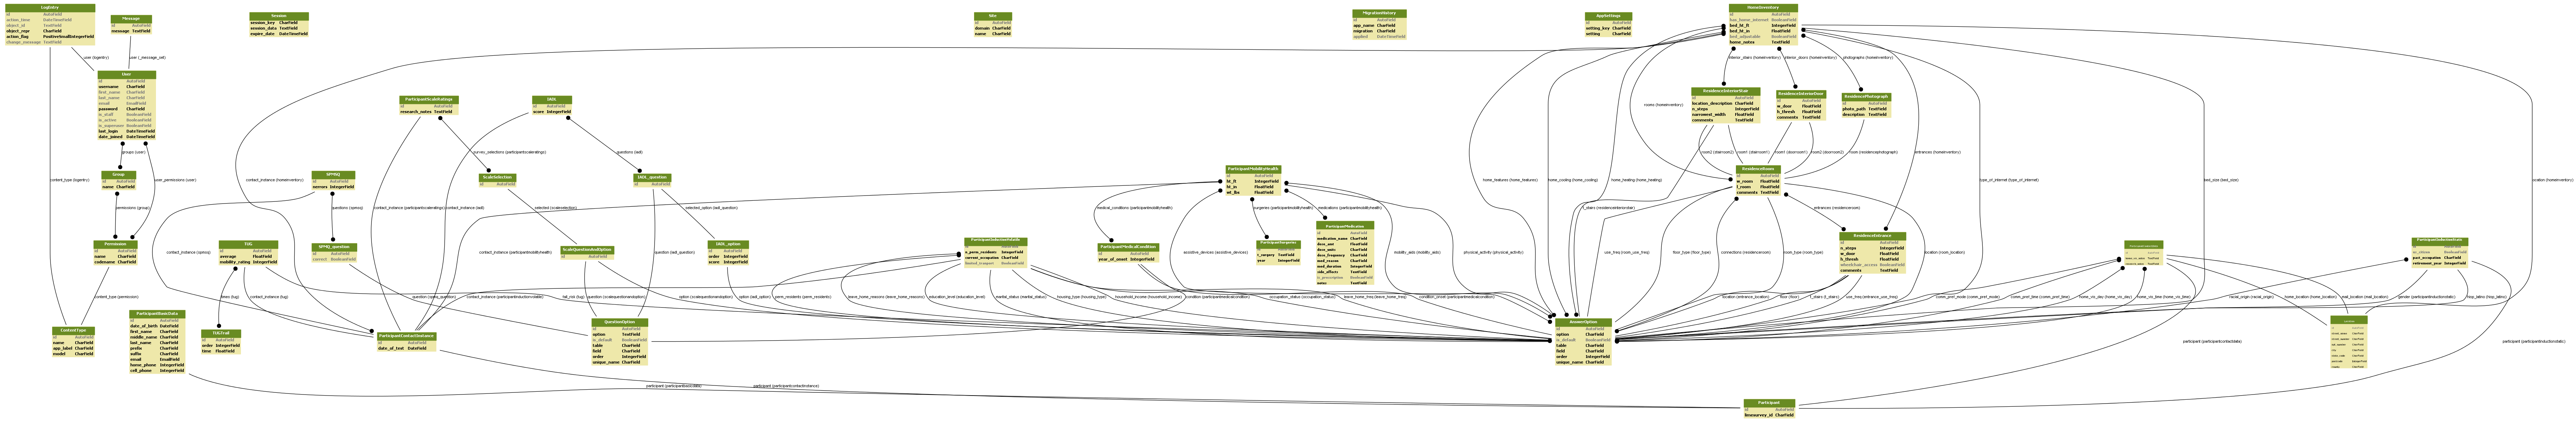 LogEntry
id AutoField
action_time DateTimeField
object_id TextField
object_repr CharField
action_flag PositiveSmallIntegerField
change_message TextField
Message
id AutoField
message TextField
Session
session_key CharField
session_data TextField
expire_date DateTimeField
Site
id AutoField
domain CharField
name CharField
MigrationHistory
id AutoField
app_name CharField
migration CharField
applied DateTimeField
AppSettings
id AutoField
setting_key CharField
setting CharField
HomeInventory
id AutoField
has_home_internet BooleanField
bed_ht_ft IntegerField
bed_ht_in FloatField
bed_adjustable BooleanField
home_notes TextField
user (logentry)
user (_message_set)
interior_stairs (homeinventory)
interior_doors (homeinventory)
photographs (homeinventory)
User
id AutoField
username CharField
first_name CharField
last_name CharField
email EmailField
password CharField
is_staff BooleanField
is_active BooleanField
is_superuser BooleanField
last_login DateTimeField
date_joined DateTimeField
ParticipantScaleRatings
id AutoField
research_notes TextField
IADL
id AutoField
score IntegerField
ResidenceInteriorStair
id AutoField
location_description CharField
n_steps IntegerField
narrowest_width FloatField
comments TextField
ResidenceInteriorDoor
id AutoField
w_door FloatField
h_thresh FloatField
comments TextField
ResidencePhotograph
id AutoField
photo_path TextField
description TextField
rooms (homeinventory)
groups (user)
survey_selections (participantscaleratings)
questions (iadl)
room2 (stairroom2)
room1 (stairroom1)
room1 (doorroom1)
room2 (doorroom2)
room (residencephotograph)
entrances (homeinventory)
Group
id AutoField
name CharField
SPMSQ
id AutoField
errors IntegerField
ScaleSelection
id AutoField
IADL_question
id AutoField
ParticipantMobilityHealth
id AutoField
ht_ft IntegerField
ht_in FloatField
wt_lbs FloatField
ResidenceRoom
id AutoField
w_room FloatField
l_room FloatField
comments TextField
content_type (logentry)
user_permissions (user)
contact_instance (homeinventory)
home_features (home_features)
home_cooling (home_cooling)
home_heating (home_heating)
type_of_internet (type_of_internet)
bed_size (bed_size)
location (homeinventory)
permissions (group)
questions (spmsq)
contact_instance (participantscaleratings)
contact_instance (iadl)
selected (scaleselection)
selected_option (iadl_question)
medical_conditions (participantmobilityhealth)
surgeries (participantmobilityhealth)
medications (participantmobilityhealth)
t_stairs (residenceinteriorstair)
entrances (residenceroom)
Permission
id AutoField
name CharField
codename CharField
TUG
id AutoField
average FloatField
mobility_rating IntegerField
SPMSQ_question
id AutoField
correct BooleanField
ScaleQuestionAndOption
id AutoField
IADL_option
id AutoField
order IntegerField
score IntegerField
ParticipantInductionVolatile
id AutoField
n_perm_residents IntegerField
current_occupation CharField
ParticipantMedicalCondition
id AutoField
year_of_onset IntegerField
ParticipantSurgeries
id AutoField
r_surgery TextField
year IntegerField
ParticipantMedication
id AutoField
medication_name CharField
dose_amt FloatField
dose_units CharField
dose_frequency CharField
med_reason CharField
med_duration IntegerField
side_effects TextField
is_prescription BooleanField
notes TextField
ResidenceEntrance
id AutoField
n_steps IntegerField
w_door FloatField
h_thresh FloatField
wheelchair_access BooleanField
comments TextField
ParticipantInductionStatic
id AutoField
past_occupation CharField
retirement_year IntegerField
contact_instance (spmsq)
contact_instance (participantmobilityhealth)
question (iadl_question)
assistive_devices (assistive_devices)
mobility_aids (mobility_aids)
physical_activity (physical_activity)
use_freq (room_use_freq)
floor_type (floor_type)
connections (residenceroom)
room_type (room_type)
location (room_location)
content_type (permission)
times (tug)
contact_instance (tug)
question (spmsq_question)
contact_instance (participantinductionvolatile)
fall_risk (tug)
question (scalequestionandoption)
option (scalequestionandoption)
option (iadl_option)
perm_residents (perm_residents)
leave_home_reasons (leave_home_reasons)
education_level (education_level)
marital_status (marital_status)
housing_type (housing_type)
household_income (household_income)
condition (participantmedicalcondition)
occupation_status (occupation_status)
leave_home_freq (leave_home_freq)
condition_onset (participantmedicalcondition)
location (entrance_location)
floor (floor)
t_stairs (t_stairs)
use_freq (entrance_use_freq)
comm_pref_mode (comm_pref_mode)
comm_pref_time (comm_pref_time)
home_vis_day (home_vis_day)
home_vis_time (home_vis_time)
racial_origin (racial_origin)
home_location (home_location)
mail_location (mail_location)
gender (participantinductionstatic)
hisp_latino (hisp_latino)
ContentType
id AutoField
name CharField
app_label CharField
model CharField
ParticipantBaseData
id AutoField
date_of_birth DateField
first_name CharField
middle_name CharField
last_name CharField
prefix CharField
suffix CharField
email EmailField
home_phone IntegerField
cell_phone IntegerField
TUGTrail
id AutoField
order IntegerField
time FloatField
ParticipantContactInstance
id AutoField
date_of_test DateField
QuestionOption
id AutoField
option TextField
is_default BooleanField
table CharField
field CharField
order IntegerField
unique_name CharField
AnswerOption
id AutoField
option CharField
is_default BooleanField
table CharField
field CharField
order IntegerField
unique_name CharField
participant (participantbasedata)
participant (participantcontactinstance)
participant (participantcontactdata)
participant (participantinductionstatic)
Participant
id AutoField
hmsurvey_id CharField